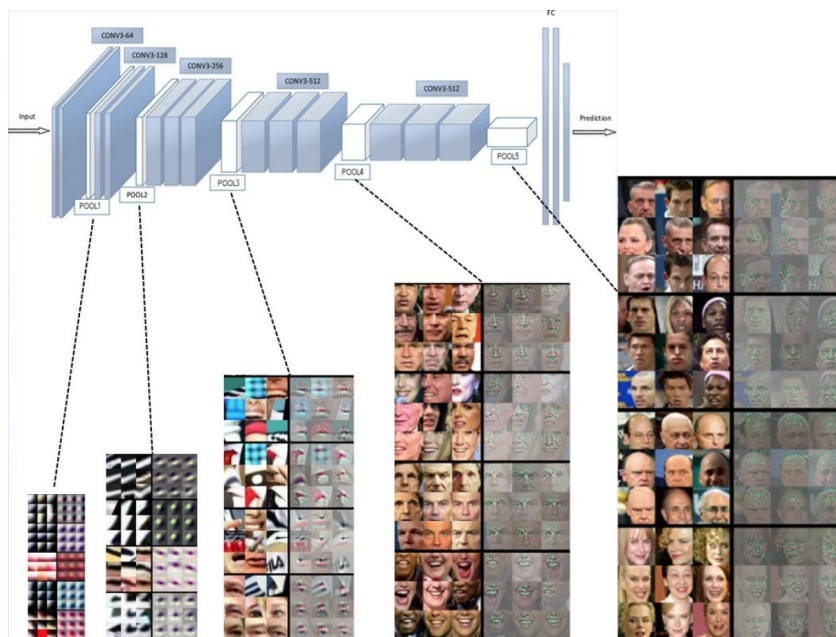 FC
CONV3-64
CONV3-128
CONV3-256
CONV3-512
CONV3-512
Input
Prediction
POOL1
POOL2
POOL3
POOL4
POOL5